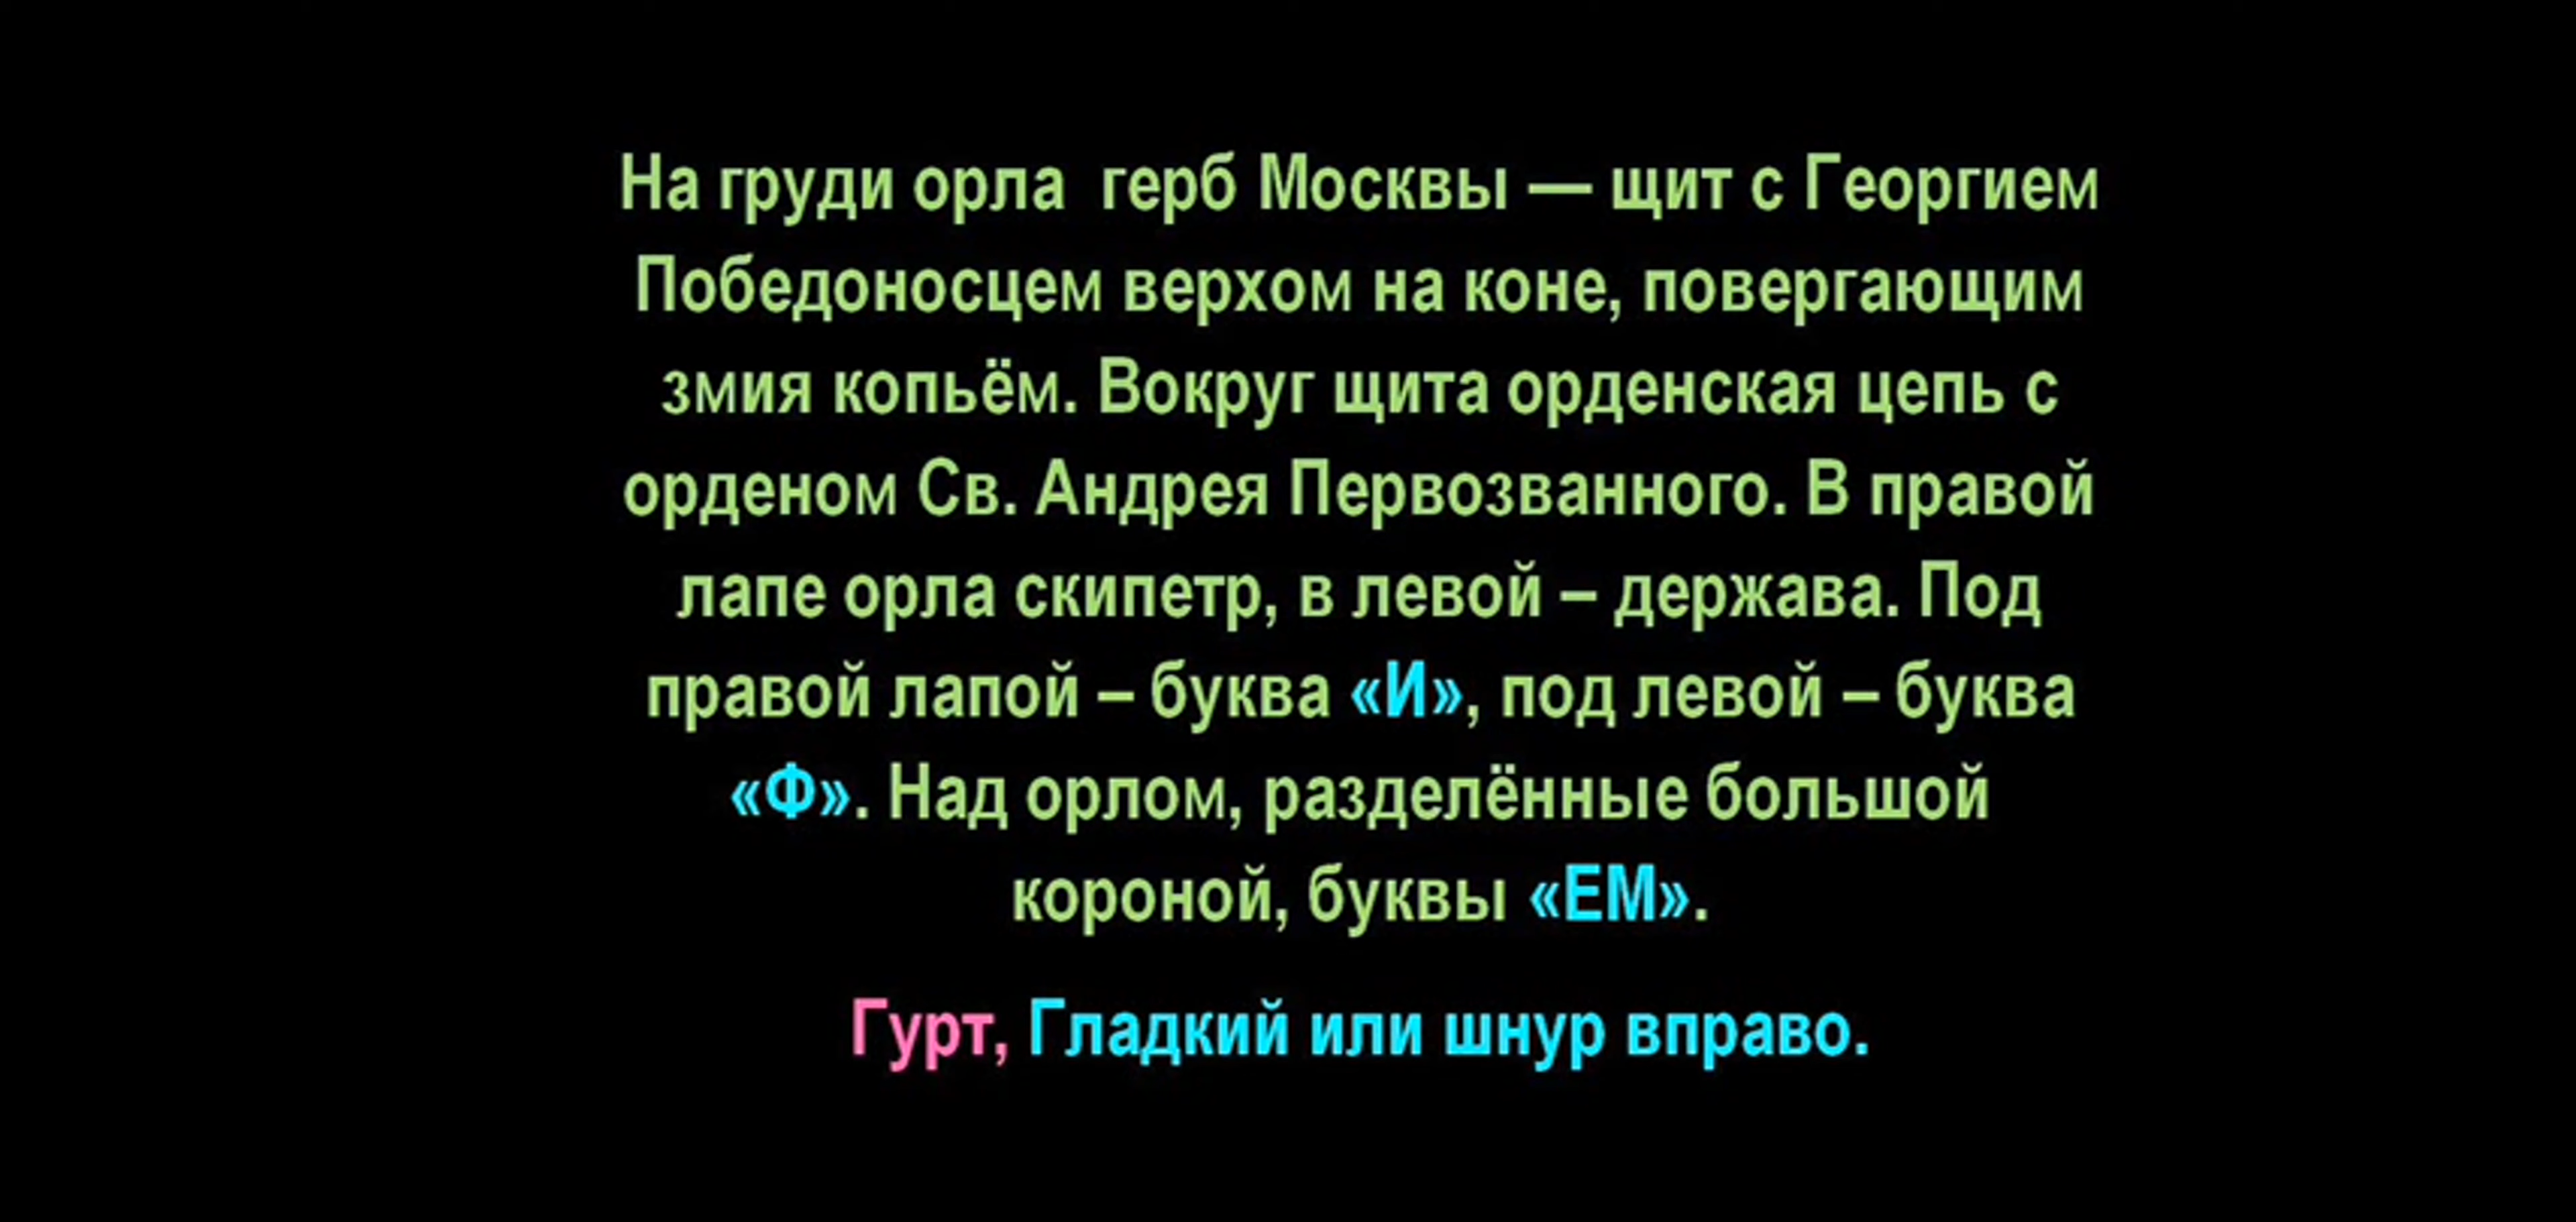 На груди орла герб Москвы — щит с Георгием
Победоносцем верхом на коне, повергающим
змия копьём. Вокруг щита орденская цепь с
орденом Св. Андрея Первозванного. В правой
лапе орла скипетр, в левой – держава. Под
правой лапой – буква «И», под левой – буква
«Ф». Над орлом, разделённые большой
короной, буквы «ЕМ».
Гурт, Гладкий или шнур вправо.